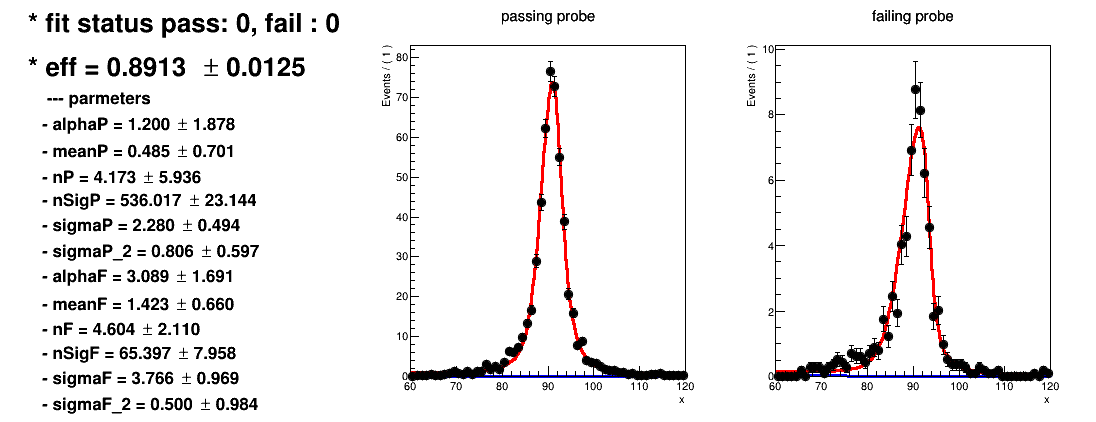 * fit status pass: 0, fail : 0
* eff = 0.8913 ± 0.0125
--- parmeters
- alphaP = 1.200 ± 1.878
- meanP = 0.485 ± 0.701
- nP = 4.173 ± 5.936
- nSigP = 536.017 ± 23.144
- sigmaP = 2.280 ± 0.494
- sigmaP_2 = 0.806 ± 0.597
- alphaF = 3.089 ± 1.691
- meanF = 1.423 ± 0.660
- nF = 4.604 ± 2.110
- nSigF = 65.397 ± 7.958
- sigmaF = 3.766 ± 0.969
- sigmaF_2 = 0.500 ± 0.984
passing probe
Events / ( 1 )
80
70
60
50
40
30
20
10
0
60 70 80 90 100 110 120
x
failing probe
Events / ( 1 )
10
8
6
4
2
0
60 70 80 90 100 110 120
x